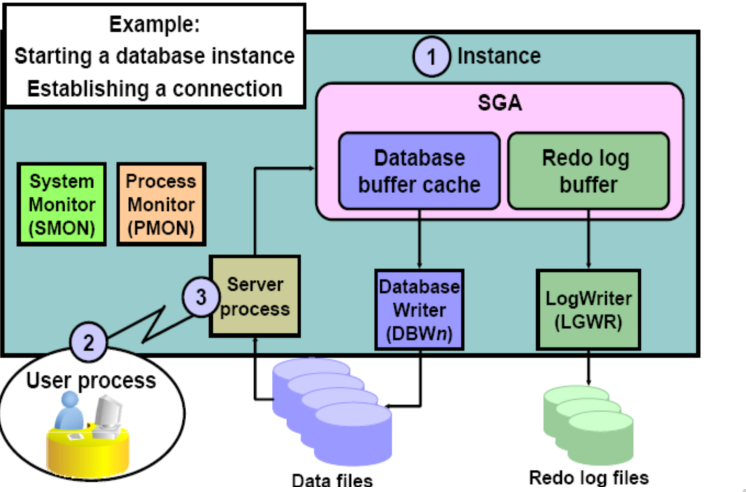 Example:
Starting a database instance
Establishing a connection
1 Instance
SGA
Database
buffer cache
Redo log
buffer
System
Monitor
(SMON)
Process
Monitor
(PMON)
Server
process
3
Database
Writer
(DBWn)
LogWriter
(LGWR)
2
User process
Data files
Redo log files